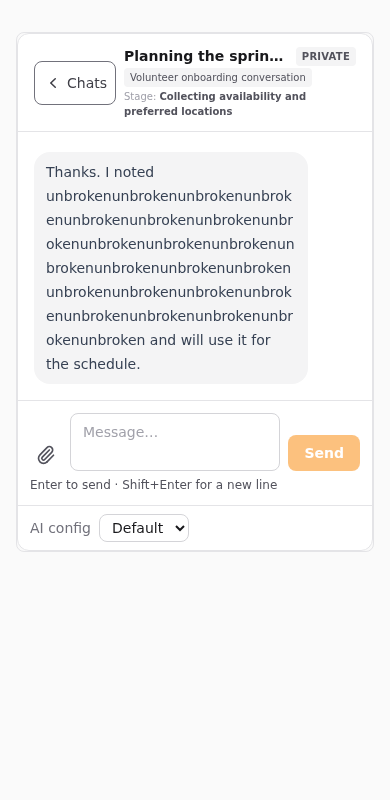 Chats
Planning the sprin…
PRIVATE
Volunteer onboarding conversation
Stage: Collecting availability and
preferred locations
Thanks. I noted
unbrokenunbrokenunbrokenunbrok
enunbrokenunbrokenunbrokenunbr
okenunbrokenunbrokenunbrokenun
brokenunbrokenunbrokenunbroken
unbrokenunbrokenunbrokenunbrok
enunbrokenunbrokenunbrokenunbr
okenunbroken and will use it for
the schedule.
Message…
Send
Enter to send · Shift+Enter for a new line
AI config
Default